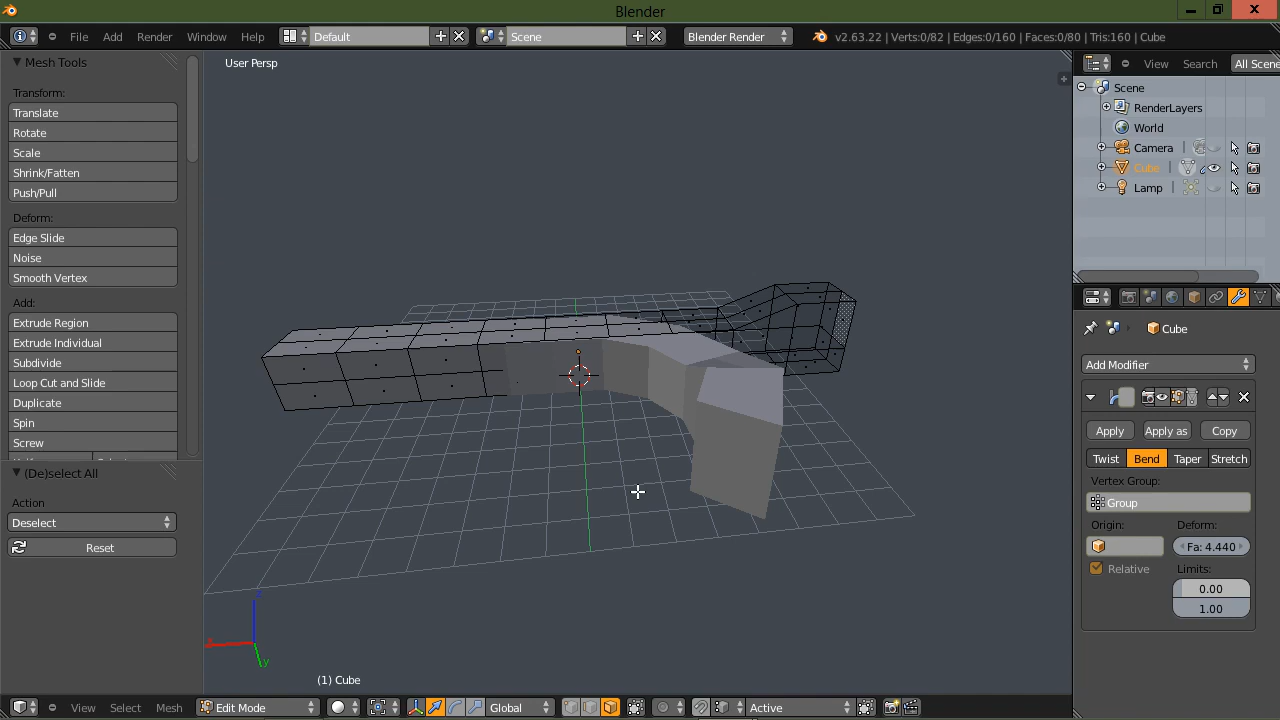 Blender
File Add Render Window Help Default Scene Blender Render v2.63.22 | Verts:0/82 | Edges:0/160 | Faces:0/80 | Tris:160 | Cube
Mesh Tools
Transform:
Translate
Rotate
Scale
Shrink/Fatten
Push/Pull
Deform:
Edge Slide
Noise
Smooth Vertex
Add:
Extrude Region
Extrude Individual
Subdivide
Loop Cut and Slide
Duplicate
Spin
Screw
(De)select All
Action
Deselect
Reset
User Persp
(1) Cube
x
z
y
View Select Mesh Edit Mode Global Active
View Search All Scene
Scene
RenderLayers
World
Camera
Cube
Lamp
Cube
Add Modifier
Apply Apply as Copy
Twist Bend Taper Stretch
Vertex Group:
Group
Origin: Deform:
Fa: 4.440
Relative Limits:
0.00
1.00